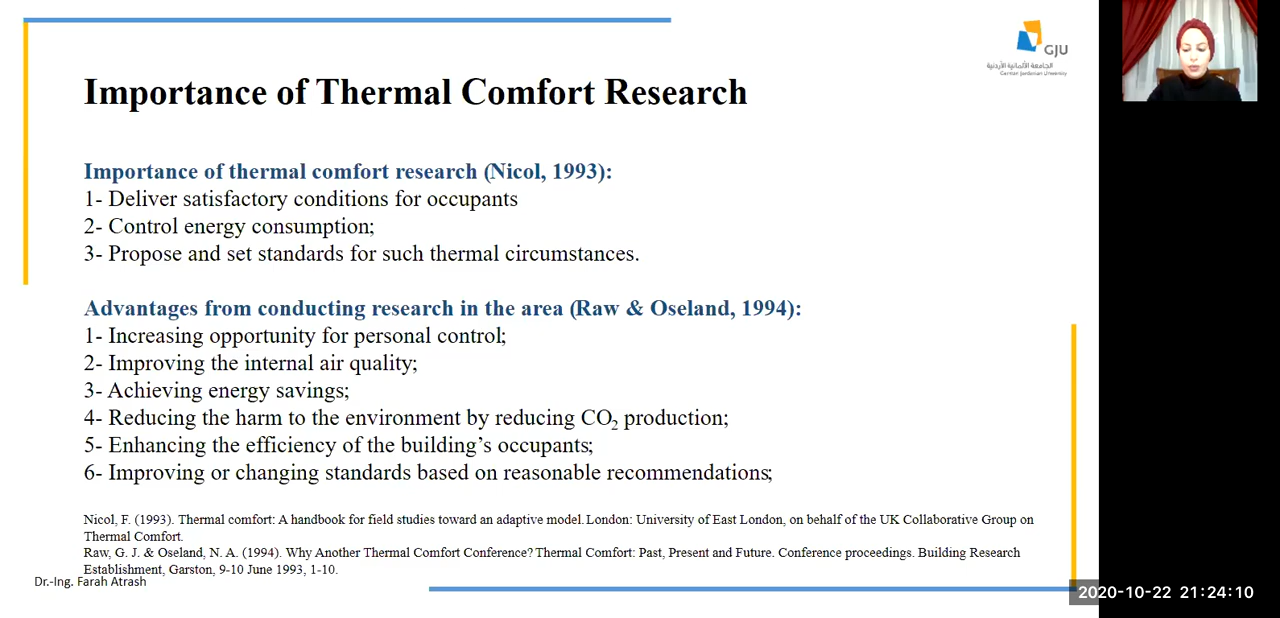 GJU
الجامعة الألمانية الأردنية
German Jordanian University
Importance of Thermal Comfort Research
Importance of thermal comfort research (Nicol, 1993):
1- Deliver satisfactory conditions for occupants
2- Control energy consumption;
3- Propose and set standards for such thermal circumstances.
Advantages from conducting research in the area (Raw & Oseland, 1994):
1- Increasing opportunity for personal control;
2- Improving the internal air quality;
3- Achieving energy savings;
4- Reducing the harm to the environment by reducing CO₂ production;
5- Enhancing the efficiency of the building’s occupants;
6- Improving or changing standards based on reasonable recommendations;
Nicol, F. (1993). Thermal comfort: A handbook for field studies toward an adaptive model. London: University of East London, on behalf of the UK Collaborative Group on
Thermal Comfort.
Raw, G. J. & Oseland, N. A. (1994). Why Another Thermal Comfort Conference? Thermal Comfort: Past, Present and Future. Conference proceedings. Building Research
Establishment, Garston, 9-10 June 1993, 1-10.
Dr.-Ing. Farah Atrash
2020-10-22 21:24:10